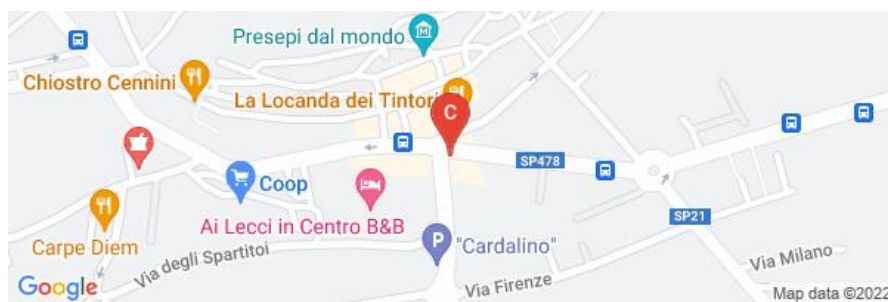 Presepi dal mondo
Chiostro Cennini
La Locanda dei Tintori
C
SP478
Coop
Ai Lecci in Centro B&B
SP21
Carpe Diem
P
"Cardalino"
Via degli Spartitoi
Via Milano
Via Firenze
Google
Map data ©2022